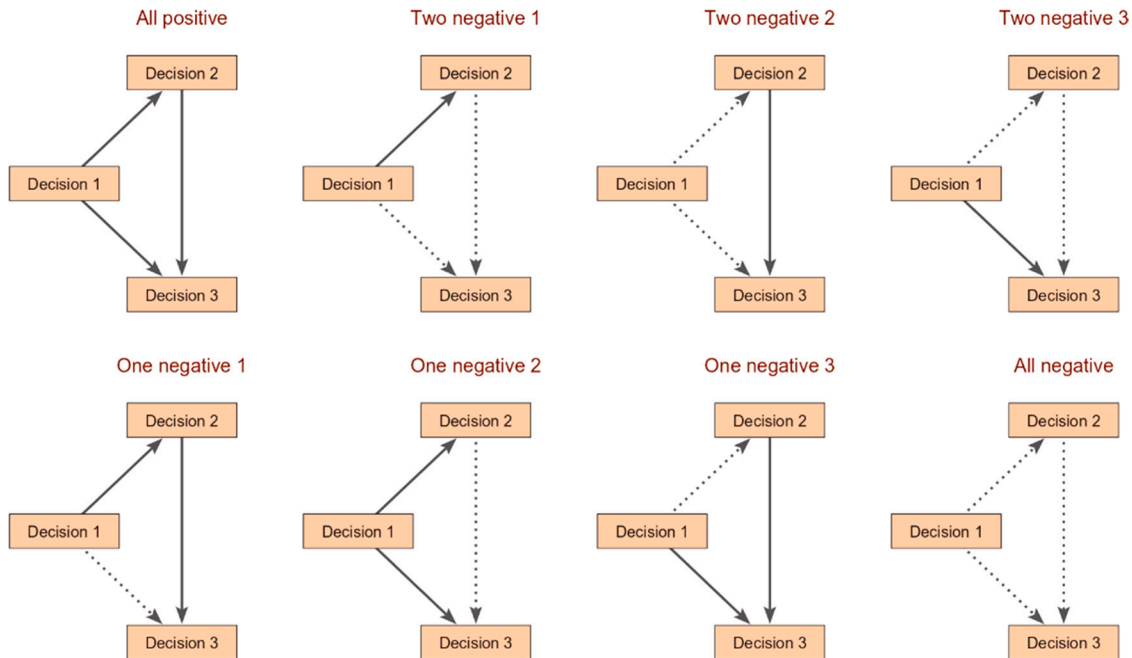 All positive
Two negative 1
Two negative 2
Two negative 3
Decision 2
Decision 2
Decision 2
Decision 2
Decision 1
Decision 1
Decision 1
Decision 1
Decision 3
Decision 3
Decision 3
Decision 3
One negative 1
One negative 2
One negative 3
All negative
Decision 2
Decision 2
Decision 2
Decision 2
Decision 1
Decision 1
Decision 1
Decision 1
Decision 3
Decision 3
Decision 3
Decision 3